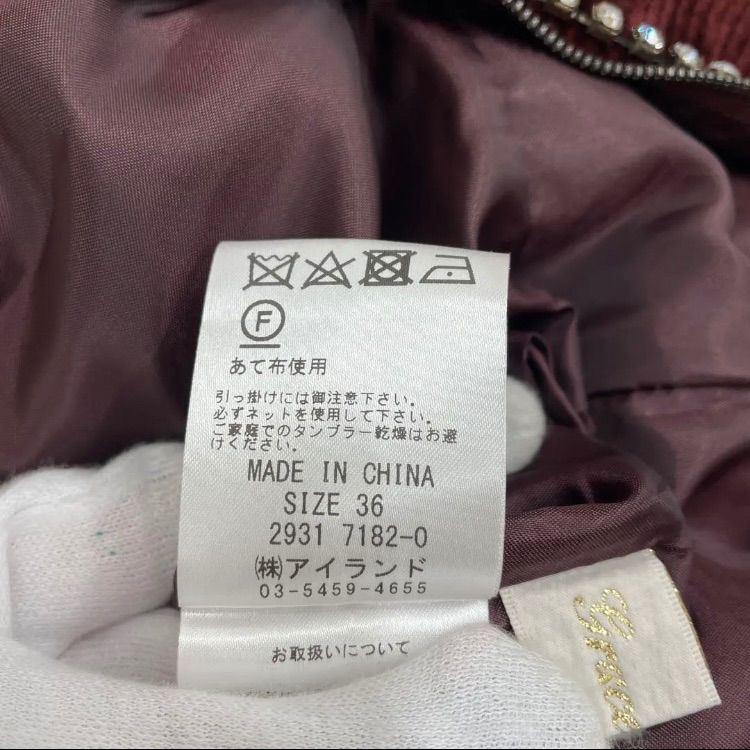 F
あて布使用
引っ掛けには御注意下さい。
必ずネットを使用して下さい。
ご家庭でのタンブラー乾燥はお避
けください。
MADE IN CHINA
SIZE 36
2931 7182-0
㈱アイランド
03-5459-4655
お取扱いについて